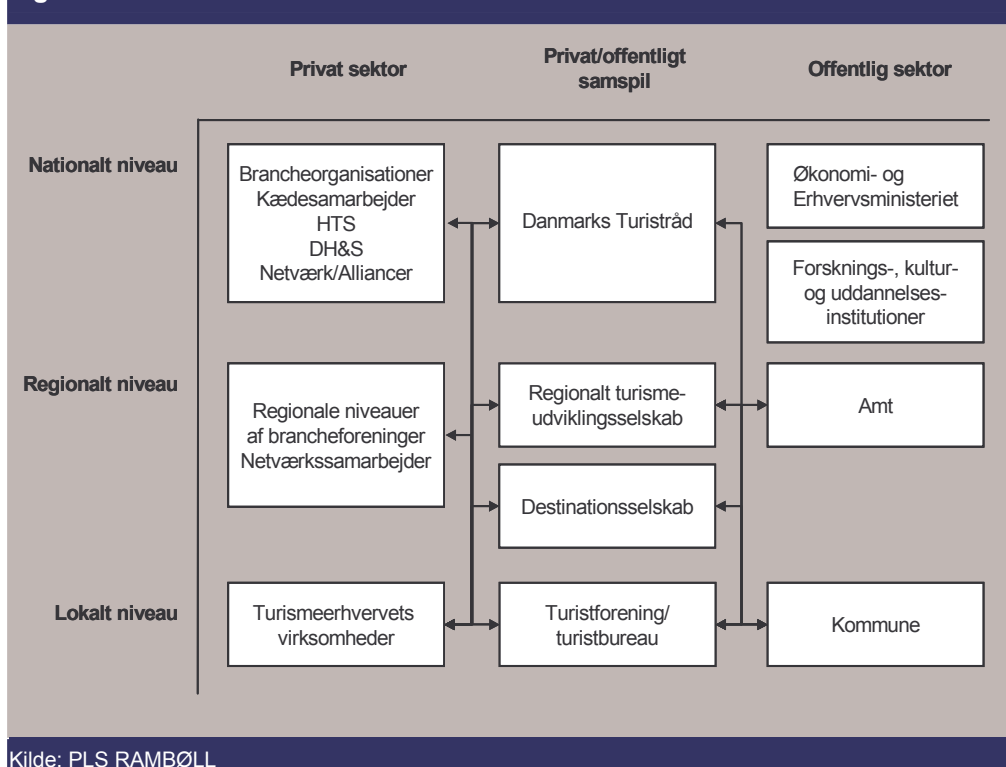 Privat sektor
Privat/offentligt
samspil
Offentlig sektor
Nationalt niveau
Brancheorganisationer
Kædesamarbejder
HTS
DH&S
Netværk/Alliancer
Danmarks Turistråd
Økonomi- og
Erhvervsministeriet
Forsknings-, kultur-
og uddannelses-
institutioner
Regionalt niveau
Regionale niveauer
af brancheforeninger
Netværkssamarbejder
Regionalt turisme-
udviklingsselskab
Amt
Destinationsselskab
Lokalt niveau
Turismeerhvervets
virksomheder
Turistforening/
turistbureau
Kommune
Kilde: PLS RAMBØLL